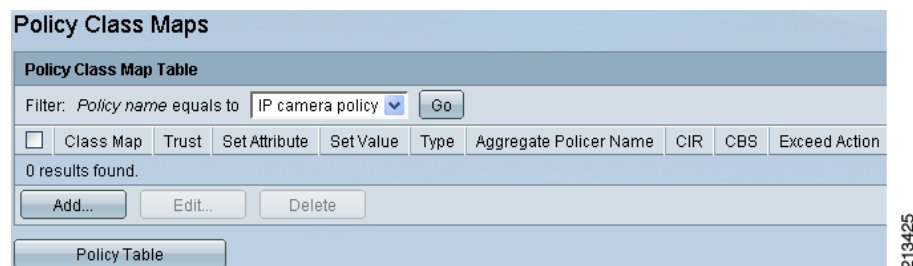 Policy Class Maps
Policy Class Map Table
Filter: Policy name equals to IP camera policy Go
Class Map Trust Set Attribute Set Value Type Aggregate Policer Name CIR CBS Exceed Action
0 results found.
Add... Edit... Delete
Policy Table
213425